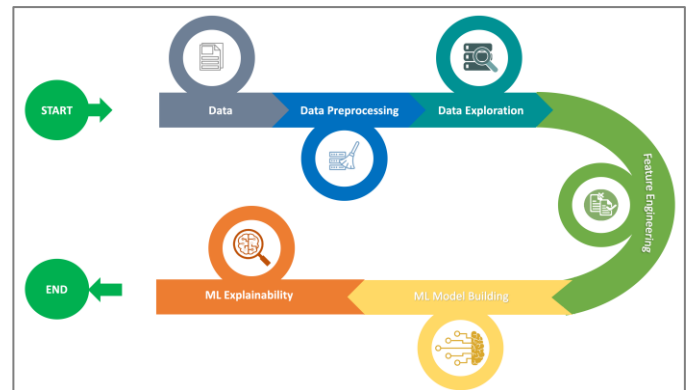 START
Data
Data Preprocessing
Data Exploration
Feature Engineering
ML Model Building
ML Explainability
END